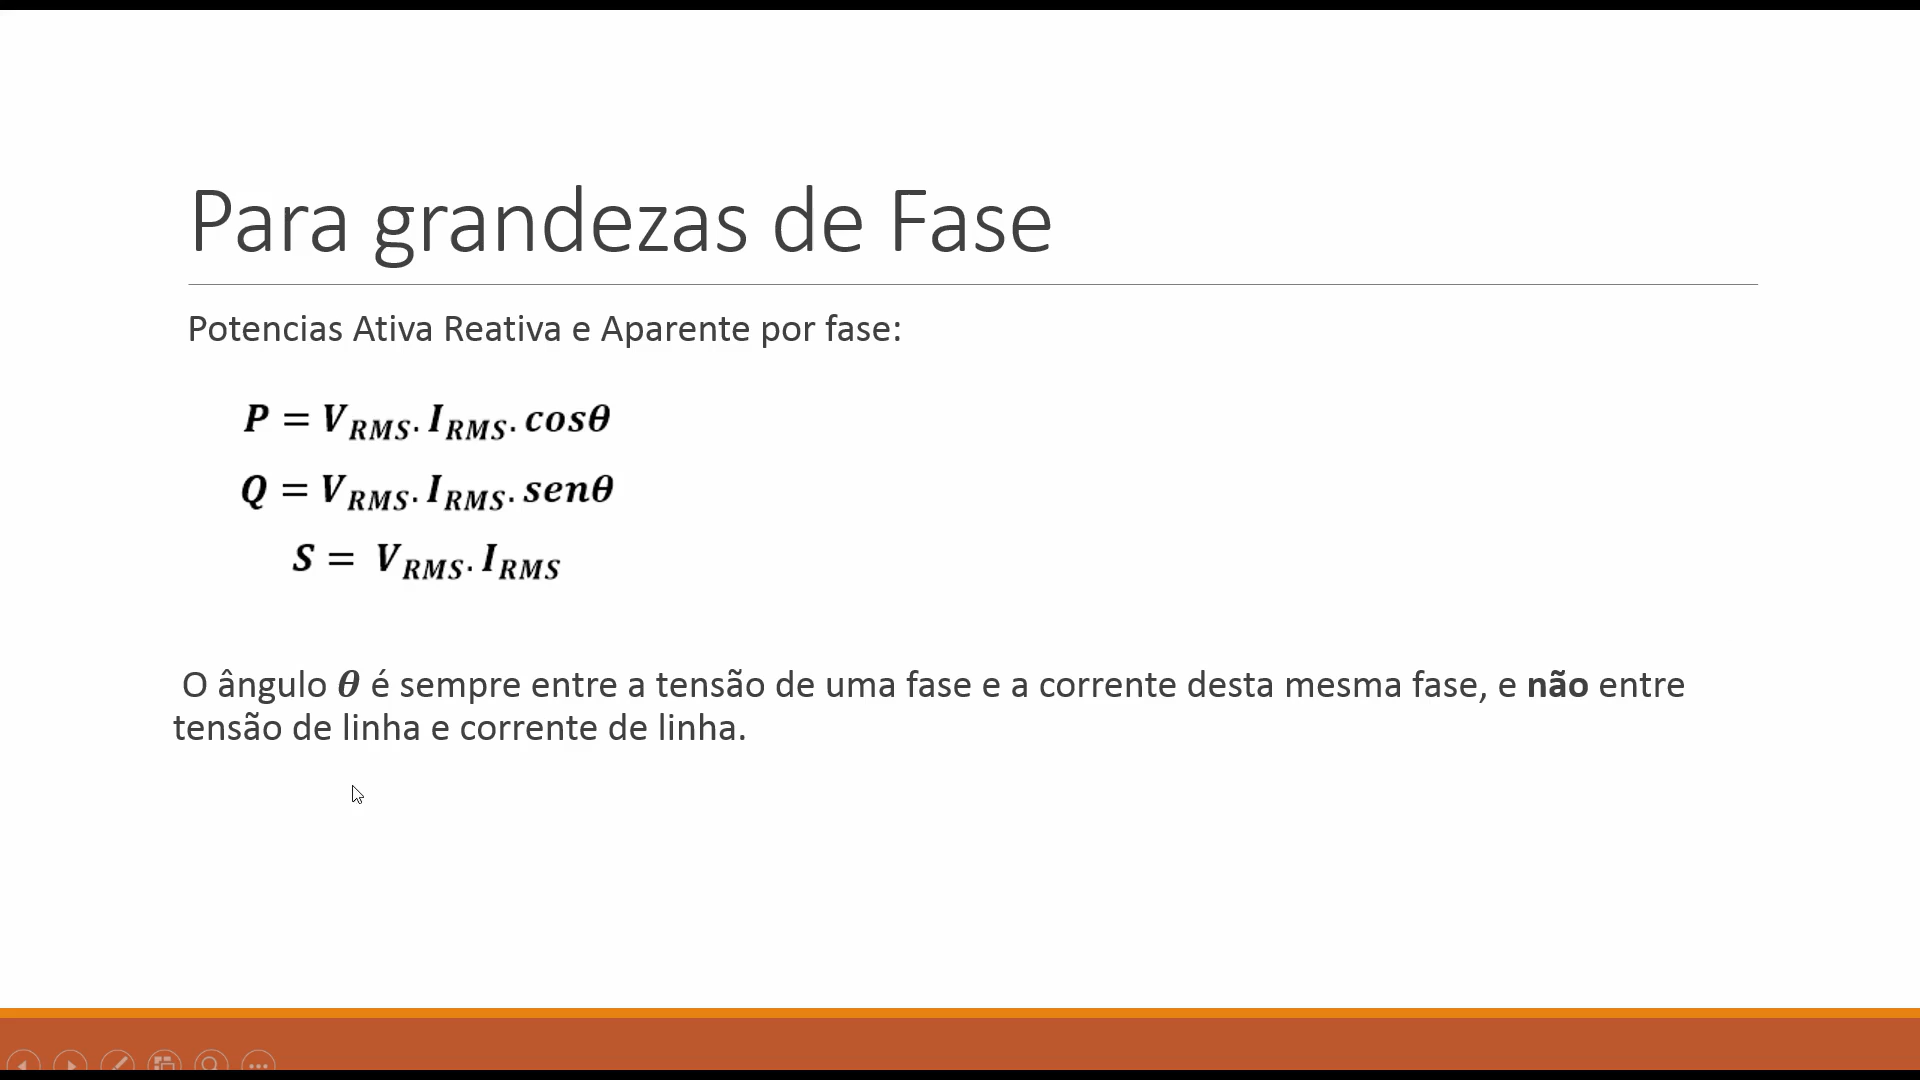 Para grandezas de Fase
Potencias Ativa Reativa e Aparente por fase:
P = V_RMS. I_RMS. cosθ
Q = V_RMS. I_RMS. senθ
S = V_RMS. I_RMS
O ângulo θ é sempre entre a tensão de uma fase e a corrente desta mesma fase, e não entre
tensão de linha e corrente de linha.